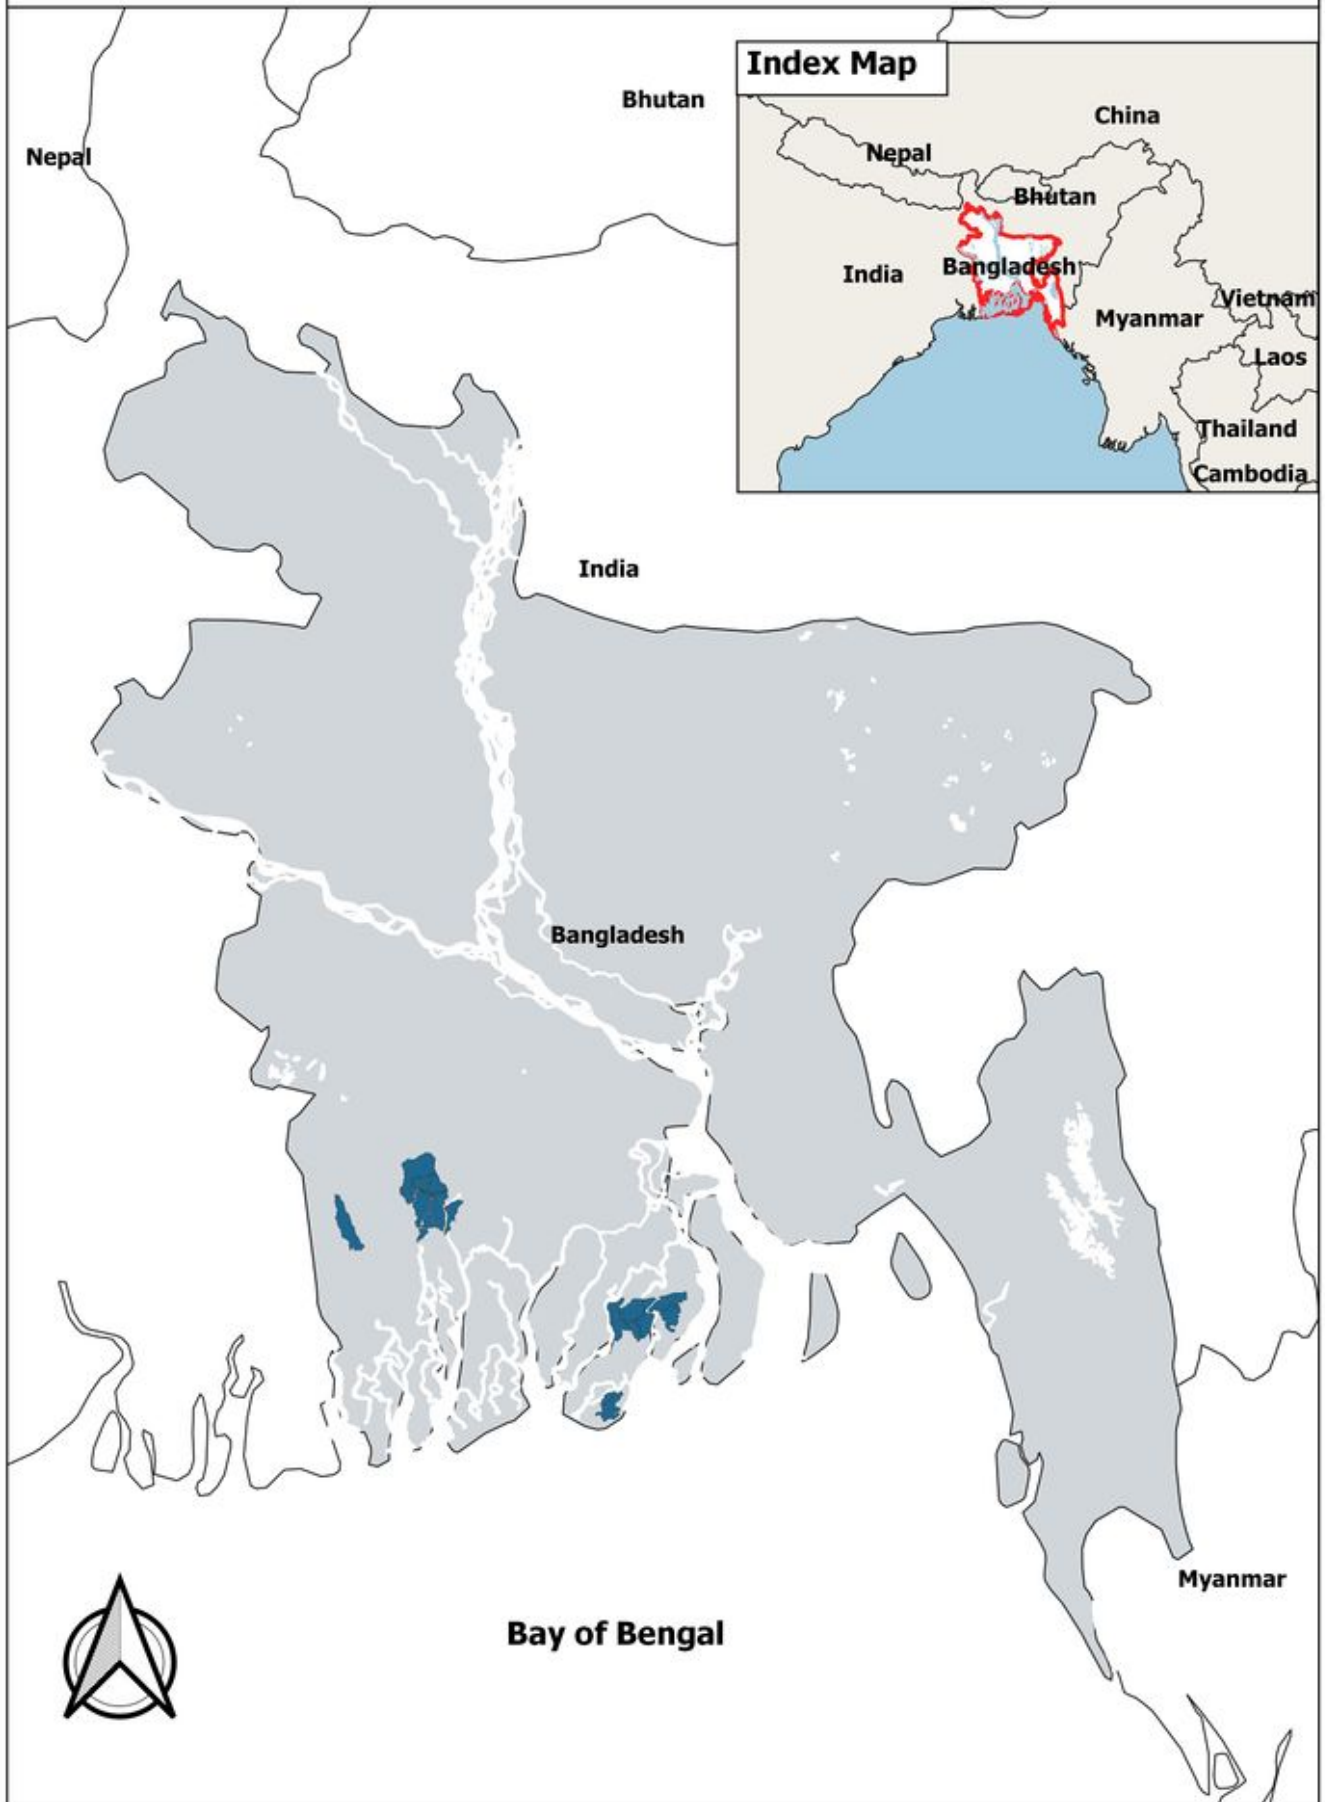 Index Map
Bhutan
China
Nepal
Nepal
Bhutan
India
Bangladesh
Vietnam
Myanmar
Laos
Thailand
Cambodia
India
Bangladesh
Myanmar
Bay of Bengal